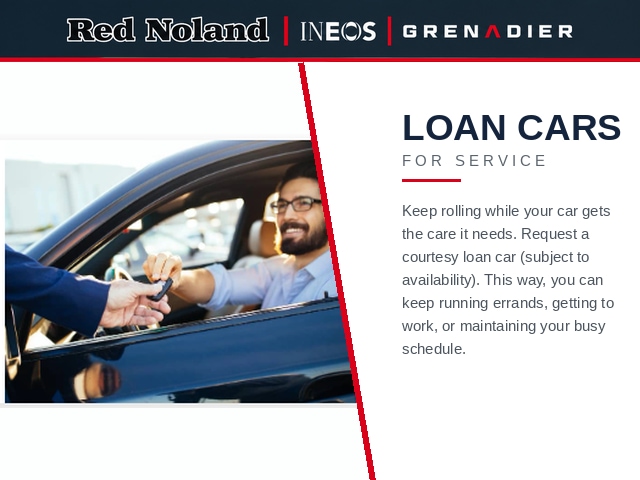 Red Noland INEOS GRENADIER
LOAN CARS
FOR SERVICE
Keep rolling while your car gets
the care it needs. Request a
courtesy loan car (subject to
availability). This way, you can
keep running errands, getting to
work, or maintaining your busy
schedule.